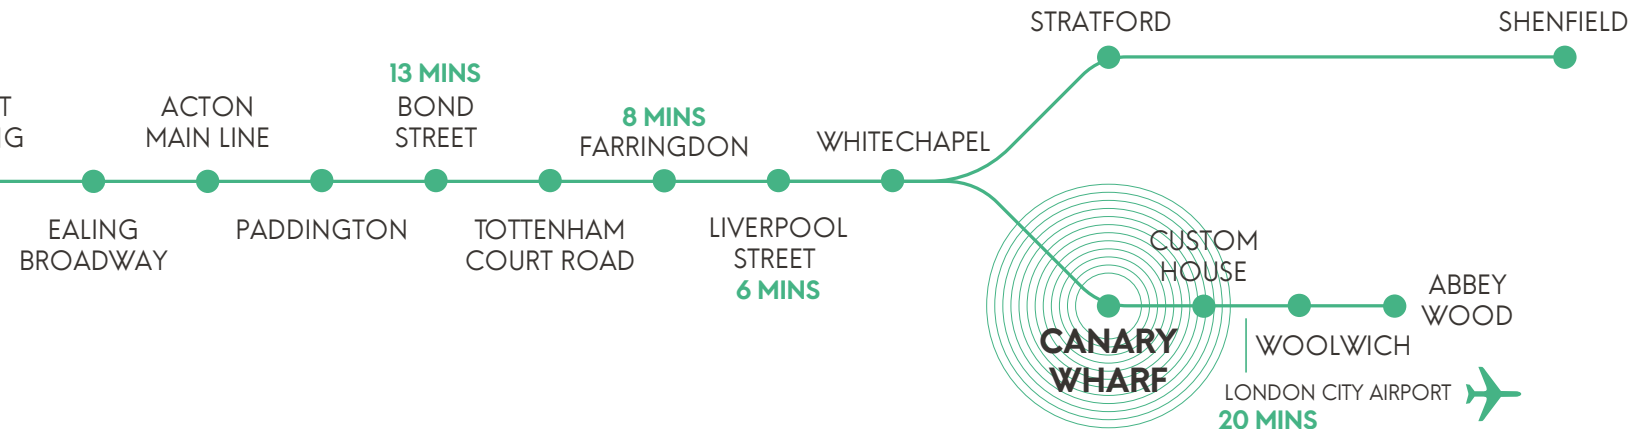 STRATFORD
SHENFIELD
13 MINS
BOND
STREET
ACTON
MAIN LINE
8 MINS
FARRINGDON
WHITECHAPEL
EALING
BROADWAY
PADDINGTON
TOTTENHAM
COURT ROAD
LIVERPOOL
STREET
6 MINS
CUSTOM
HOUSE
ABBEY
WOOD
CANARY
WHARF
WOOLWICH
LONDON CITY AIRPORT
20 MINS